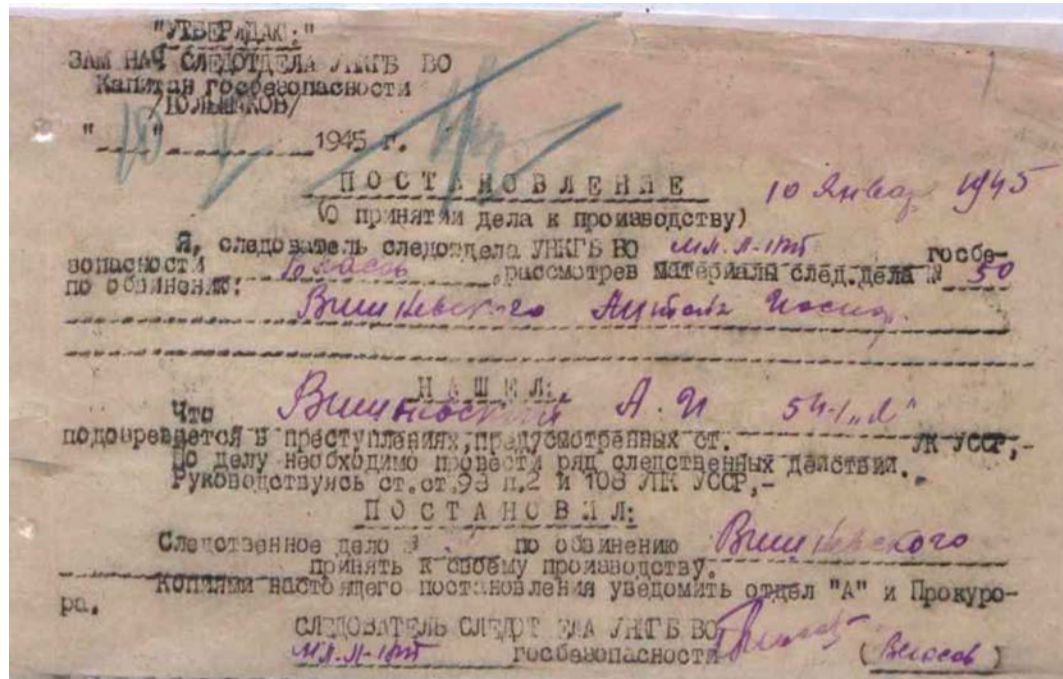 "УТВЕРЖДАЮ:"
ЗАМ НАЧ СЛЕДОТДЕЛА УНКГБ ВО
Капитан госбезопасности
"10" 1945 г.
ПОСТАНОВЛЕНИЕ
10 Январ 1945
(О принятии дела к производству)
Я, следователь следотдела УНКГБ ВО мл. л-нт госбе-
зопасности Власов, рассмотрев материалы след.дела № 50
по обвинению:
Вишневского Антона Иосиф.
НАШЕЛ:
Что Вишневский А. И 54-1 "а"
подозревается в преступлениях, предусмотренных ст. УК УССР,-
По делу необходимо провести ряд следственных действий.
Руководствуясь ст.ст.93 п.2 и 108 УПК УССР,-
ПОСТАНОВИЛ:
Следственное дело № по обвинению Вишневского
принять к своему производству.
Копиями настоящего постановления уведомить отдел "А" и Прокуро-
ра.
СЛЕДОВАТЕЛЬ СЛЕДОТДЕЛА УНКГБ ВО
мл. л-нт госбезопасности (Власов)